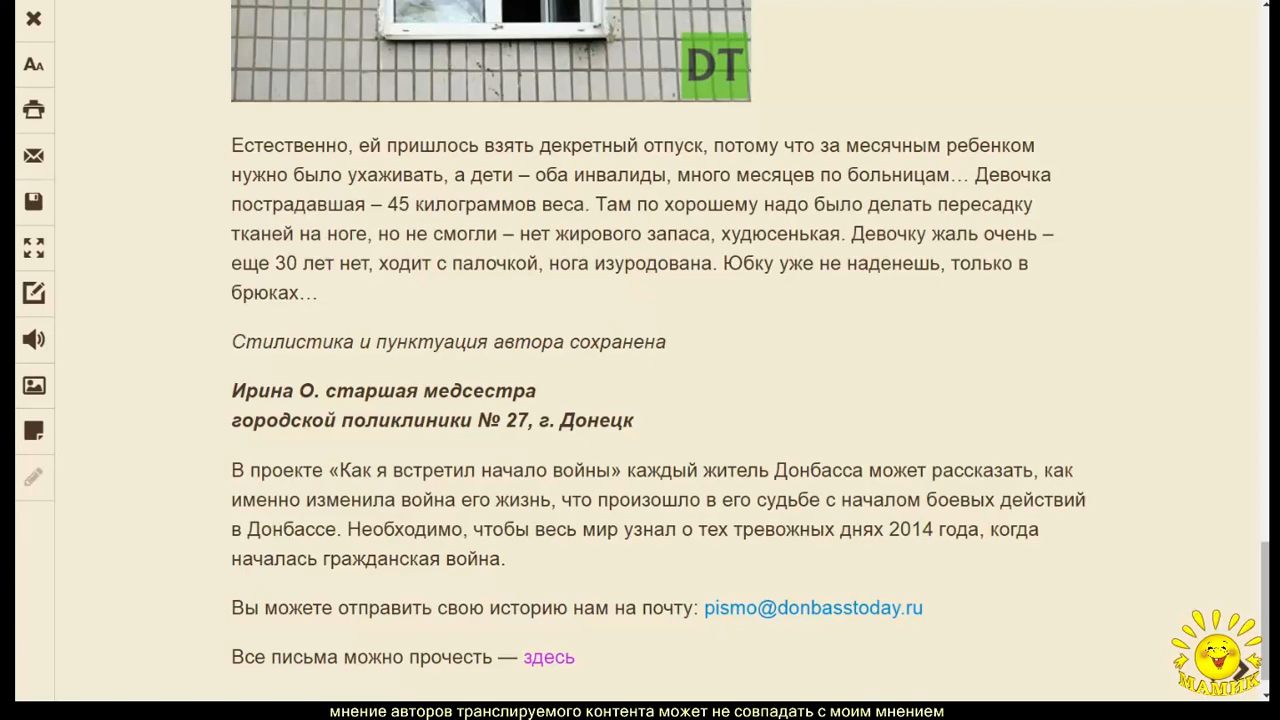 DT
Естественно, ей пришлось взять декретный отпуск, потому что за месячным ребенком
нужно было ухаживать, а дети – оба инвалиды, много месяцев по больницам… Девочка
пострадавшая – 45 килограммов веса. Там по хорошему надо было делать пересадку
тканей на ноге, но не смогли – нет жирового запаса, худюсенькая. Девочку жаль очень –
еще 30 лет нет, ходит с палочкой, нога изуродована. Юбку уже не наденешь, только в
брюках…
Стилистика и пунктуация автора сохранена
Ирина О. старшая медсестра
городской поликлиники № 27, г. Донецк
В проекте «Как я встретил начало войны» каждый житель Донбасса может рассказать, как
именно изменила война его жизнь, что произошло в его судьбе с началом боевых действий
в Донбассе. Необходимо, чтобы весь мир узнал о тех тревожных днях 2014 года, когда
началась гражданская война.
Вы можете отправить свою историю нам на почту: pismo@donbasstoday.ru
Все письма можно прочесть — здесь
МАМИК
мнение авторов транслируемого контента может не совпадать с моим мнением